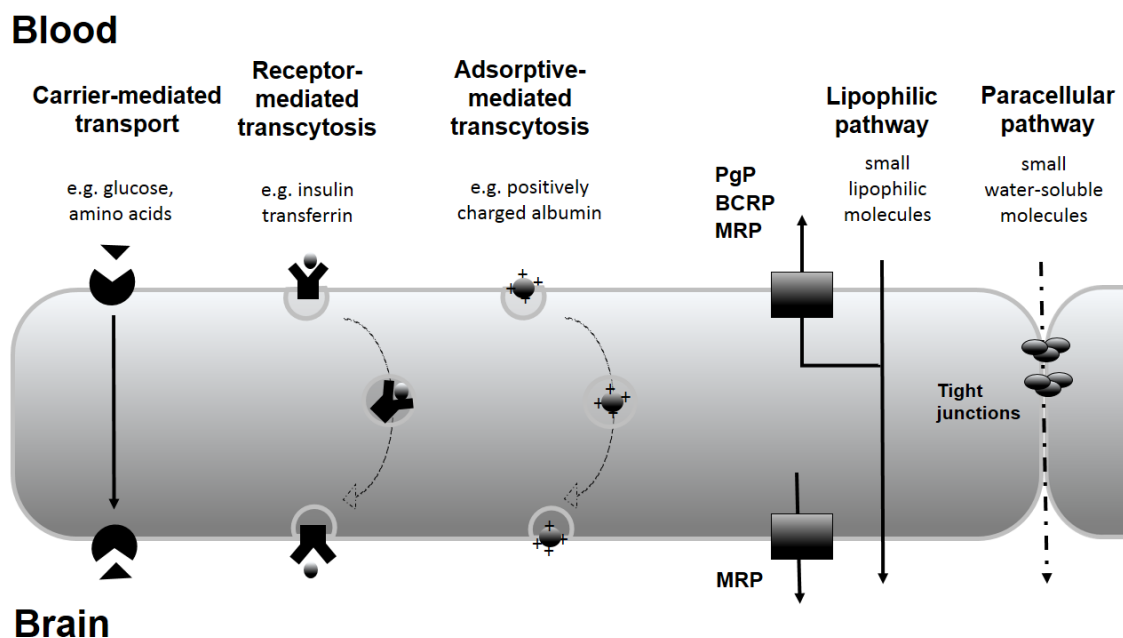 Blood
Carrier-mediated
transport
e.g. glucose,
amino acids
Receptor-
mediated
transcytosis
e.g. insulin
transferrin
Adsorptive-
mediated
transcytosis
e.g. positively
charged albumin
PgP
BCRP
MRP
Lipophilic
pathway
small
lipophilic
molecules
Paracellular
pathway
small
water-soluble
molecules
+ + + +
+ + + +
Tight
junctions
+ + + +
MRP
Brain